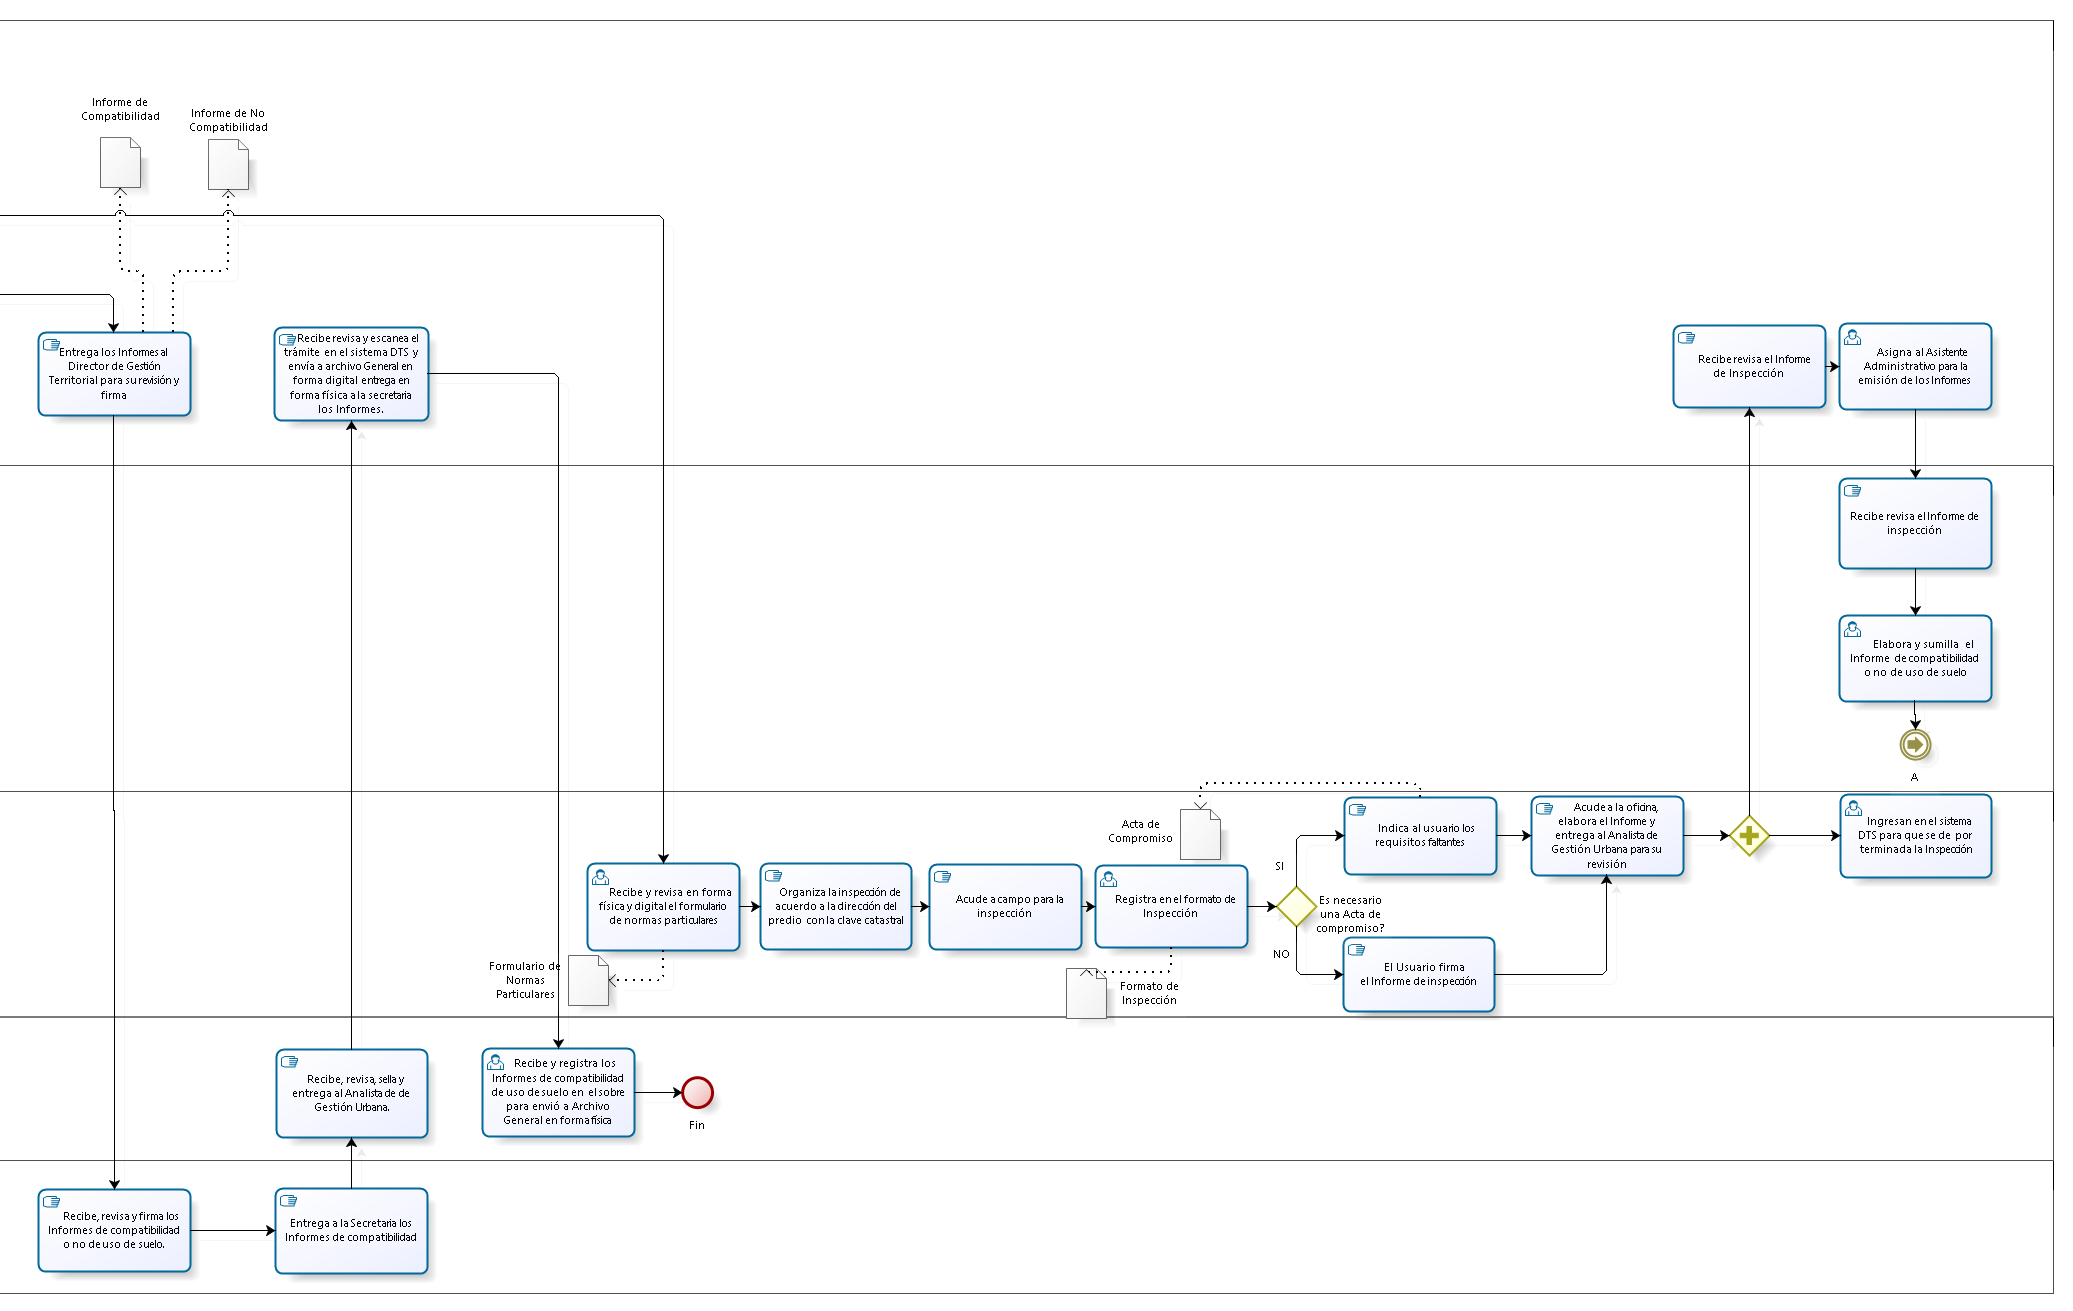 Informe de
Compatibilidad
Informe de No
Compatibilidad
Entrega los Informes al
Director de Gestión
Territorial para su revisión y
firma
Recibe revisa y escanea el
trámite en el sistema DTS y
envía a archivo General en
forma digital entrega en
forma física a la secretaria
los Informes.
Recibe revisa el Informe
de Inspección
Asigna al Asistente
Administrativo para la
emisión de los Informes
Recibe revisa el Informe de
inspección
Elabora y sumilla el
Informe de compatibilidad
o no de uso de suelo
A
Acta de
Compromiso
Indica al usuario los
requisitos faltantes
Acude a la oficina,
elabora el Informe y
entrega al Analista de
Gestión Urbana para su
revisión
Ingresan en el sistema
DTS para que se de por
terminada la Inspección
Recibe y revisa en forma
física y digital el formulario
de normas particulares
Organiza la inspección de
acuerdo a la dirección del
predio con la clave catastral
Acude a campo para la
inspección
Registra en el formato de
Inspección
SI
Es necesario
una Acta de
compromiso?
NO
El Usuario firma
el Informe de inspección
Formulario de
Normas
Particulares
Formato de
Inspección
Recibe, revisa, sella y
entrega al Analista de de
Gestión Urbana.
Recibe y registra los
Informes de compatibilidad
de uso de suelo en el sobre
para envió a Archivo
General en forma física
Fin
Recibe, revisa y firma los
Informes de compatibilidad
o no de uso de suelo.
Entrega a la Secretaria los
Informes de compatibilidad